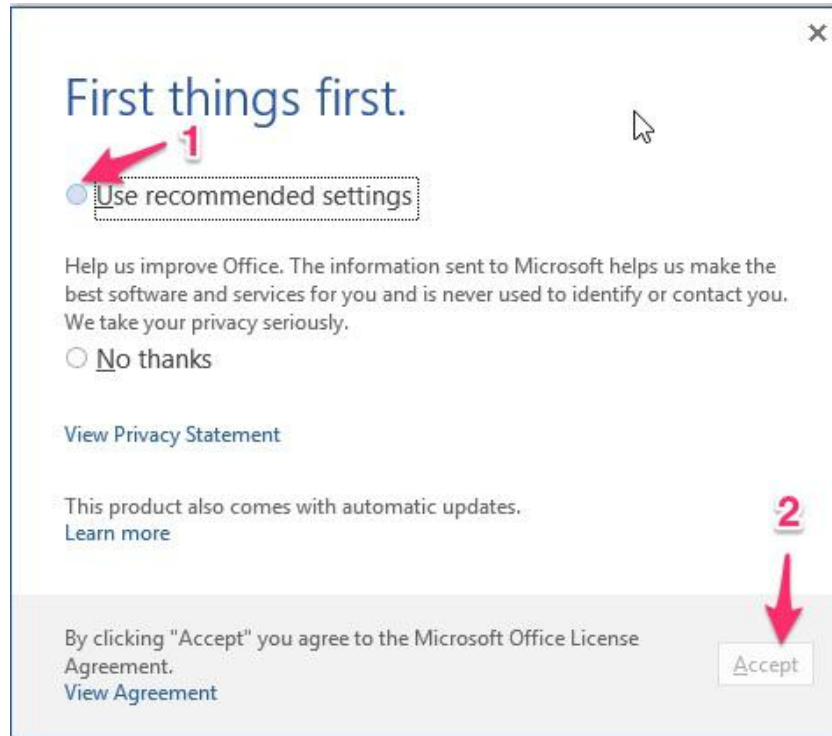 First things first.
1
Use recommended settings
Help us improve Office. The information sent to Microsoft helps us make the
best software and services for you and is never used to identify or contact you.
We take your privacy seriously.
No thanks
View Privacy Statement
This product also comes with automatic updates.
Learn more
2
By clicking "Accept" you agree to the Microsoft Office License
Agreement.
View Agreement
Accept